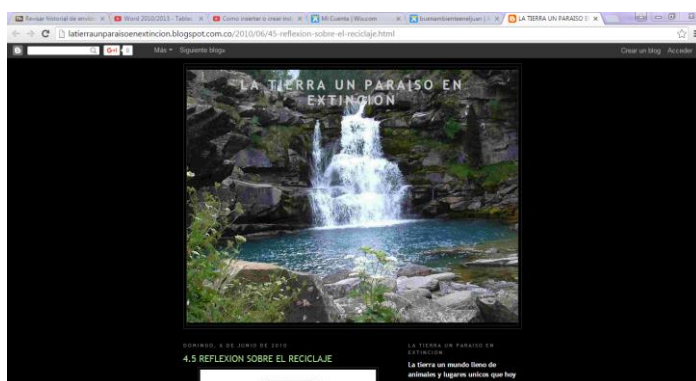 Revisar historial de envío
Word 2010/2013 - Tablas
Como insertar o crear indi
Mi Cuenta | Wix.com
buenambienteeneljuan |
LA TIERRA UN PARAISO E
latierraunparaisoenextincion.blogspot.com.co/2010/06/45-reflexion-sobre-el-reciclaje.html
G+1 0 Más Siguiente blog» Crear un blog Acceder
LA TIERRA UN PARAISO EN
EXTINCION
DOMINGO, 6 DE JUNIO DE 2010
4.5 REFLEXION SOBRE EL RECICLAJE
LA TIERRA UN PARAISO EN
EXTINCION
La tierra un mundo lleno de
animales y lugares unicos que hoy